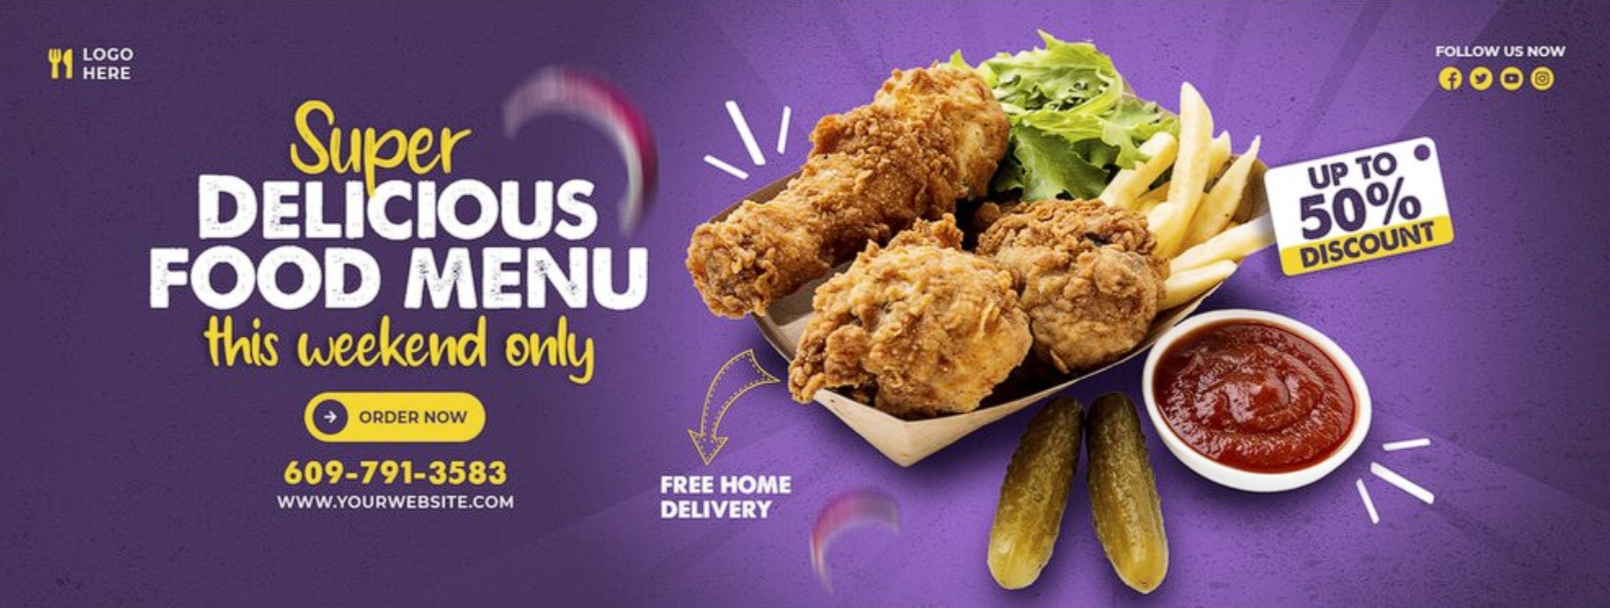 LOGO
HERE
Super
DELICIOUS
FOOD MENU
this weekend only
ORDER NOW
609-791-3583
WWW.YOURWEBSITE.COM
FREE HOME
DELIVERY
FOLLOW US NOW
UP TO
50%
DISCOUNT